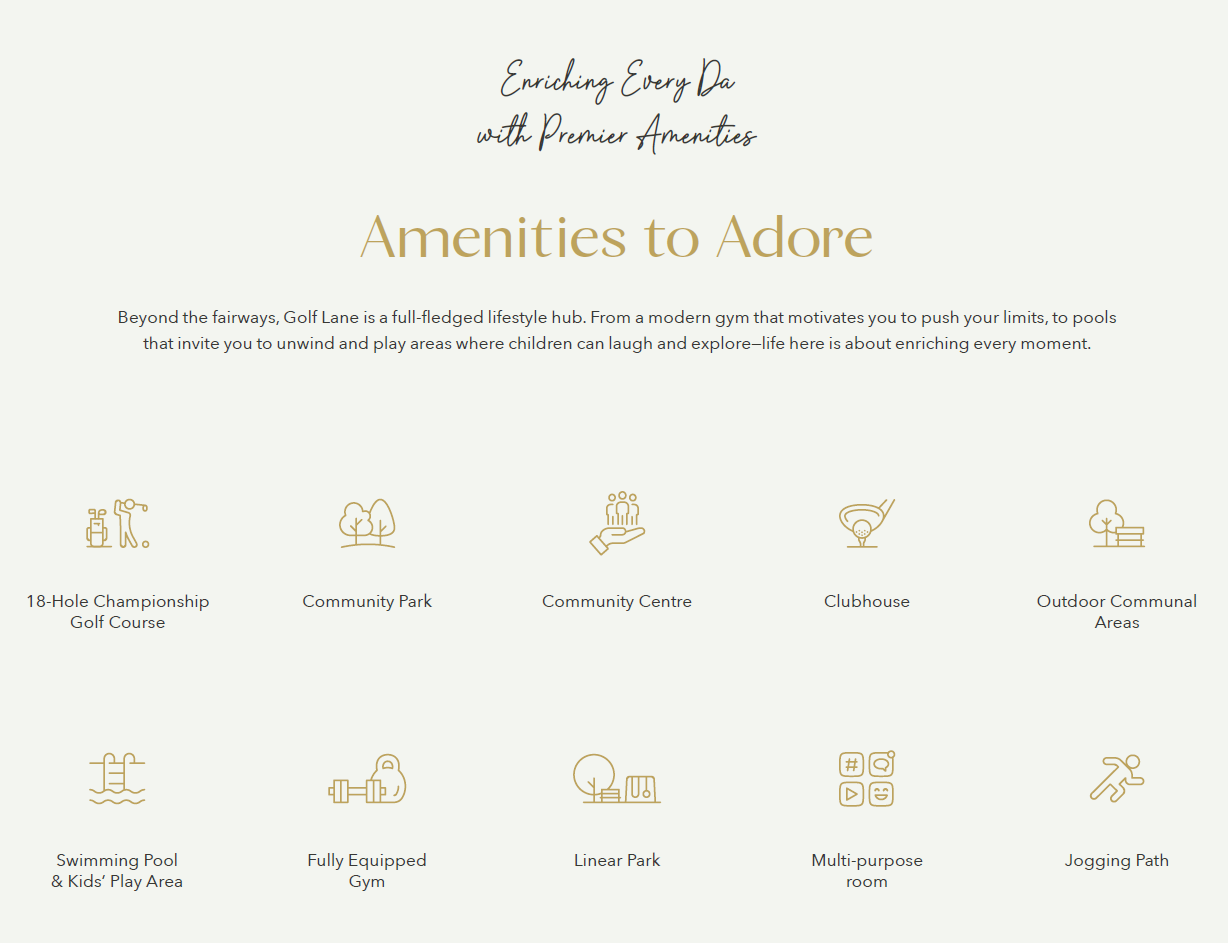 Enriching Every Da
with Premier Amenities
Amenities to Adore
Beyond the fairways, Golf Lane is a full-fledged lifestyle hub. From a modern gym that motivates you to push your limits, to pools
that invite you to unwind and play areas where children can laugh and explore—life here is about enriching every moment.
18-Hole Championship
Golf Course
Community Park
Community Centre
Clubhouse
Outdoor Communal
Areas
#
Swimming Pool
& Kids’ Play Area
Fully Equipped
Gym
Linear Park
Multi-purpose
room
Jogging Path